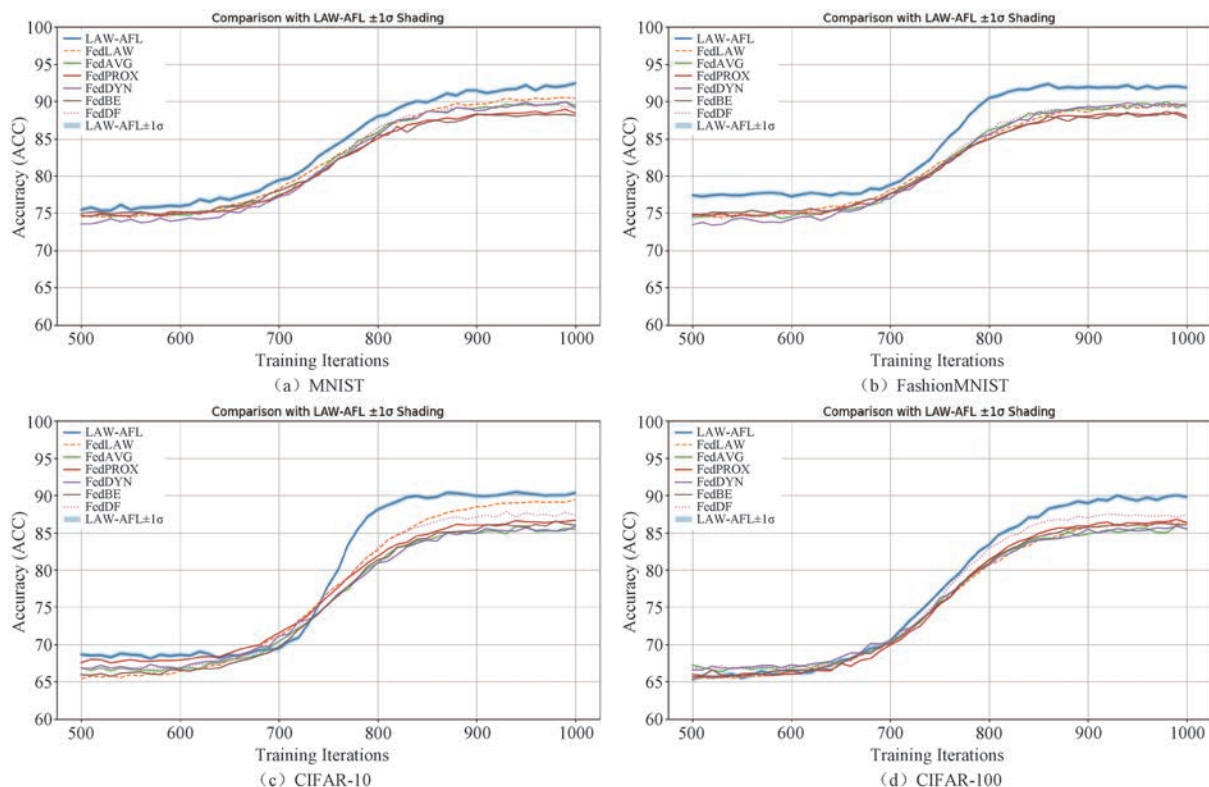 Comparison with LAW-AFL ±1σ Shading
100
95
90
85
80
75
70
65
60
Accuracy (ACC)
LAW-AFL
FedLAW
FedAVG
FedPROX
FedDYN
FedBE
FedDF
LAW-AFL±1σ
500 600 700 800 900 1000
Training Iterations
（a）MNIST
Comparison with LAW-AFL ±1σ Shading
100
95
90
85
80
75
70
65
60
Accuracy (ACC)
LAW-AFL
FedLAW
FedAVG
FedPROX
FedDYN
FedBE
FedDF
LAW-AFL±1σ
500 600 700 800 900 1000
Training Iterations
（b）FashionMNIST
Comparison with LAW-AFL ±1σ Shading
100
95
90
85
80
75
70
65
60
Accuracy (ACC)
LAW-AFL
FedLAW
FedAVG
FedPROX
FedDYN
FedBE
FedDF
LAW-AFL±1σ
500 600 700 800 900 1000
Training Iterations
（c）CIFAR-10
Comparison with LAW-AFL ±1σ Shading
100
95
90
85
80
75
70
65
60
Accuracy (ACC)
LAW-AFL
FedLAW
FedAVG
FedPROX
FedDYN
FedBE
FedDF
LAW-AFL±1σ
500 600 700 800 900 1000
Training Iterations
（d）CIFAR-100